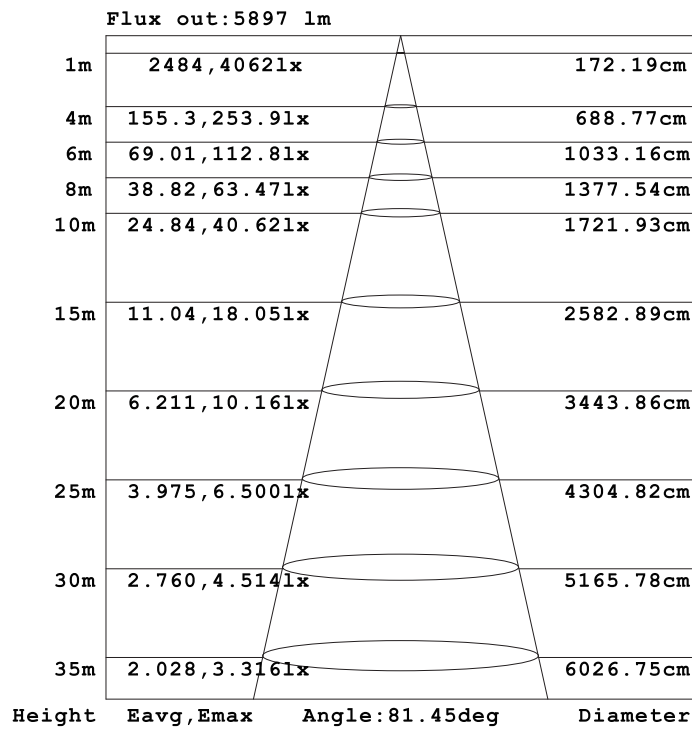 Flux out:5897 lm
1m 2484,4062lx 172.19cm
4m 155.3,253.9lx 688.77cm
6m 69.01,112.8lx 1033.16cm
8m 38.82,63.47lx 1377.54cm
10m 24.84,40.62lx 1721.93cm
15m 11.04,18.05lx 2582.89cm
20m 6.211,10.16lx 3443.86cm
25m 3.975,6.500lx 4304.82cm
30m 2.760,4.514lx 5165.78cm
35m 2.028,3.316lx 6026.75cm
Height Eavg,Emax Angle:81.45deg Diameter